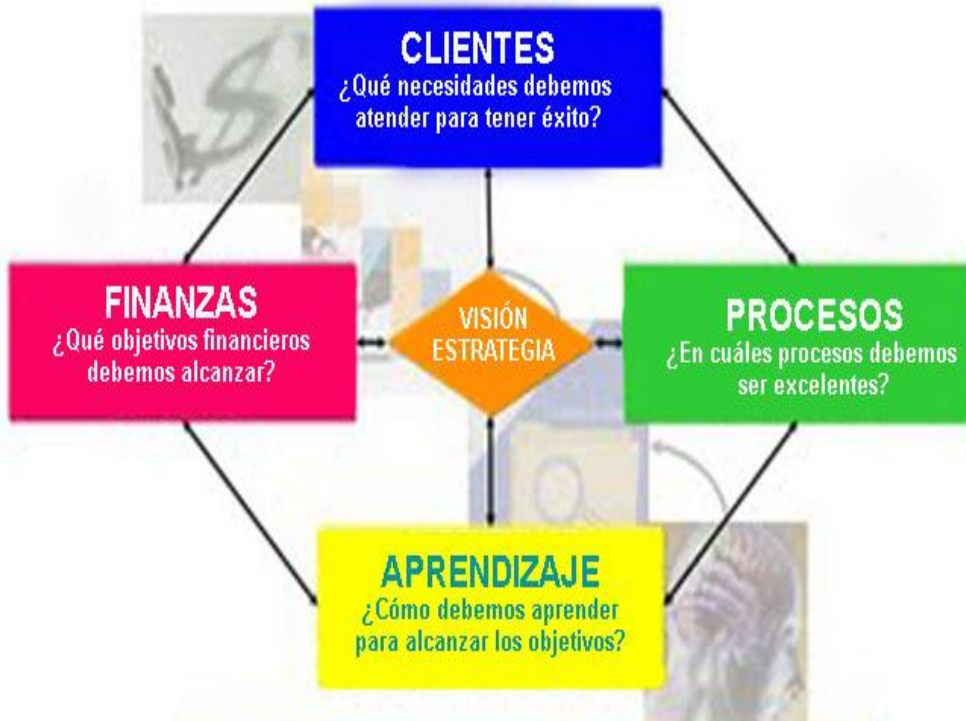 CLIENTES
¿Qué necesidades debemos
atender para tener éxito?
FINANZAS
¿Qué objetivos financieros
debemos alcanzar?
VISIÓN
ESTRATEGIA
PROCESOS
¿En cuáles procesos debemos
ser excelentes?
APRENDIZAJE
¿Cómo debemos aprender
para alcanzar los objetivos?